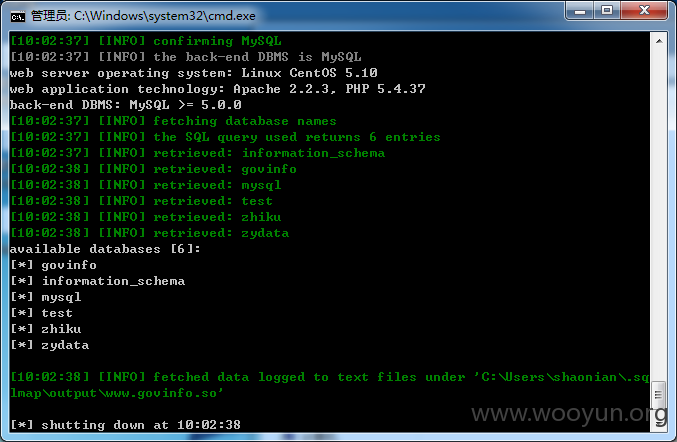 管理员: C:\Windows\system32\cmd.exe
[10:02:37] [INFO] confirming MySQL
[10:02:37] [INFO] the back-end DBMS is MySQL
web server operating system: Linux CentOS 5.10
web application technology: Apache 2.2.3, PHP 5.4.37
back-end DBMS: MySQL >= 5.0.0
[10:02:37] [INFO] fetching database names
[10:02:37] [INFO] the SQL query used returns 6 entries
[10:02:37] [INFO] retrieved: information_schema
[10:02:38] [INFO] retrieved: govinfo
[10:02:38] [INFO] retrieved: mysql
[10:02:38] [INFO] retrieved: test
[10:02:38] [INFO] retrieved: zhiku
[10:02:38] [INFO] retrieved: zydata
available databases [6]:
[*] govinfo
[*] information_schema
[*] mysql
[*] test
[*] zhiku
[*] zydata
[10:02:38] [INFO] fetched data logged to text files under 'C:\Users\shaonian\.sq
lmap\output\www.govinfo.so'
[*] shutting down at 10:02:38
www.wooyun.org